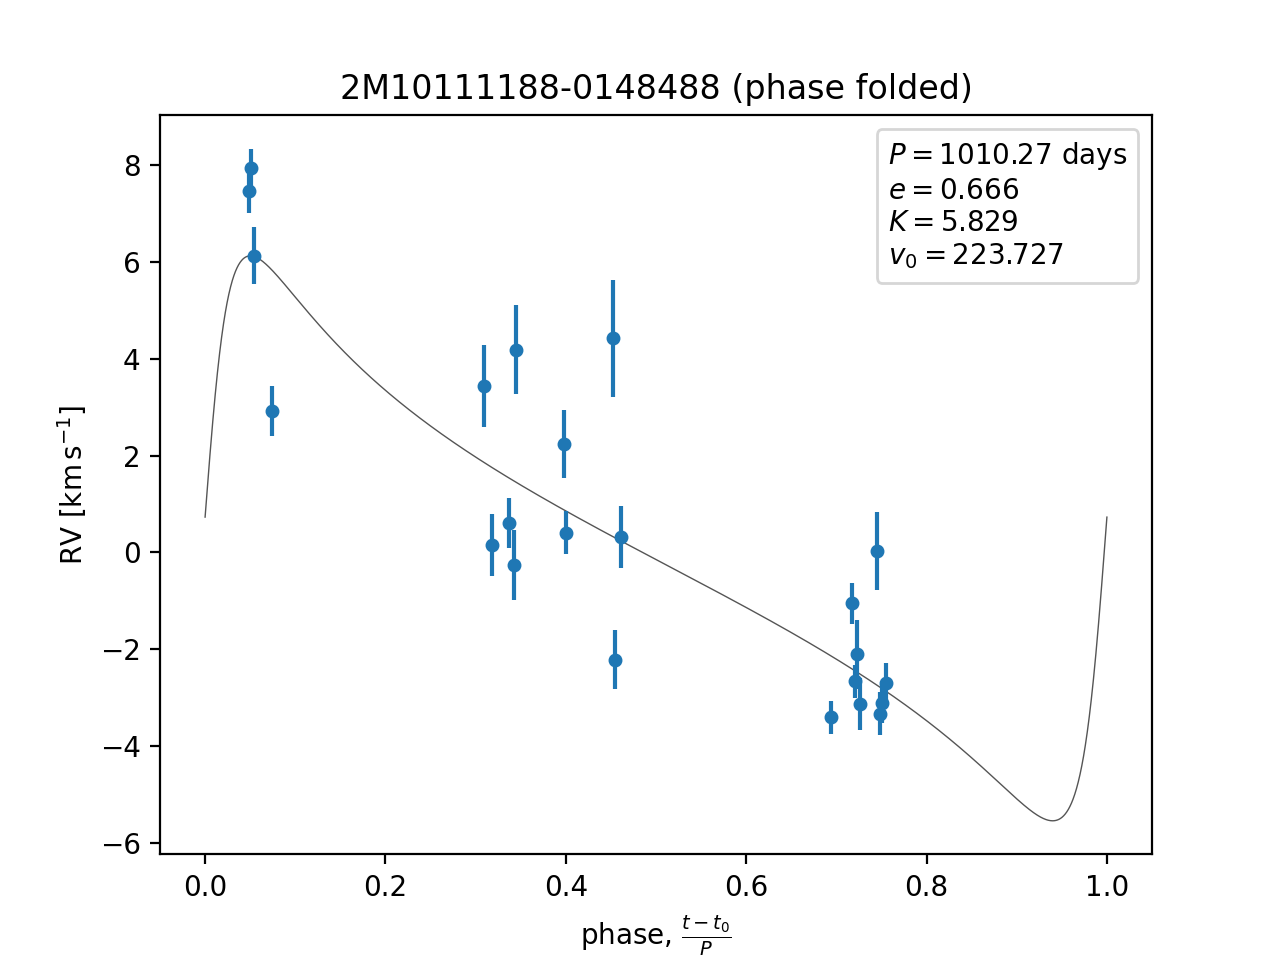 2M10111188-0148488 (phase folded)
P = 1010.27 days
e = 0.666
K = 5.829
v₀ = 223.727
8
6
4
2
0
−2
−4
−6
RV [km s⁻¹]
0.0 0.2 0.4 0.6 0.8 1.0
phase, (t − t₀)/P